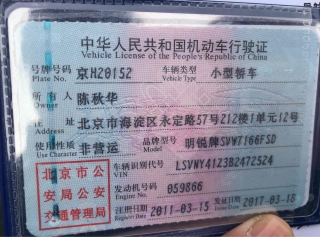 中华人民共和国机动车行驶证
Vehicle License of the People's Republic of China
号牌号码 京H20152 车辆类型 小型轿车
Plate No. Vehicle Type
所有人 陈秋华
Owner
住址 北京市海淀区永定路57号212楼1单元12号
Address
使用性质 非营运 品牌型号 明锐牌SVW7166FSD
Use Character Model
车辆识别代号 LSVNY4123B2472524
VIN
北京市公
安局公安
交通管理局
发动机号码 059866
Engine No.
注册日期 2011-03-15 发证日期 2017-03-18
Register Date Issue Date